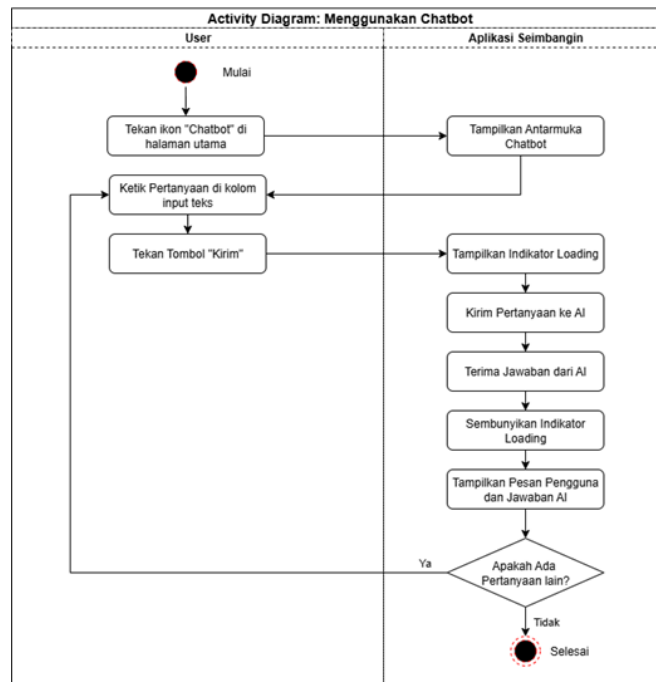 Activity Diagram: Menggunakan Chatbot
User
Aplikasi Seimbangin
Mulai
Tekan ikon "Chatbot" di
halaman utama
Tampilkan Antarmuka
Chatbot
Ketik Pertanyaan di kolom
input teks
Tekan Tombol "Kirim"
Tampilkan Indikator Loading
Kirim Pertanyaan ke AI
Terima Jawaban dari AI
Sembunyikan Indikator
Loading
Tampilkan Pesan Pengguna
dan Jawaban AI
Ya
Apakah Ada
Pertanyaan lain?
Tidak
Selesai